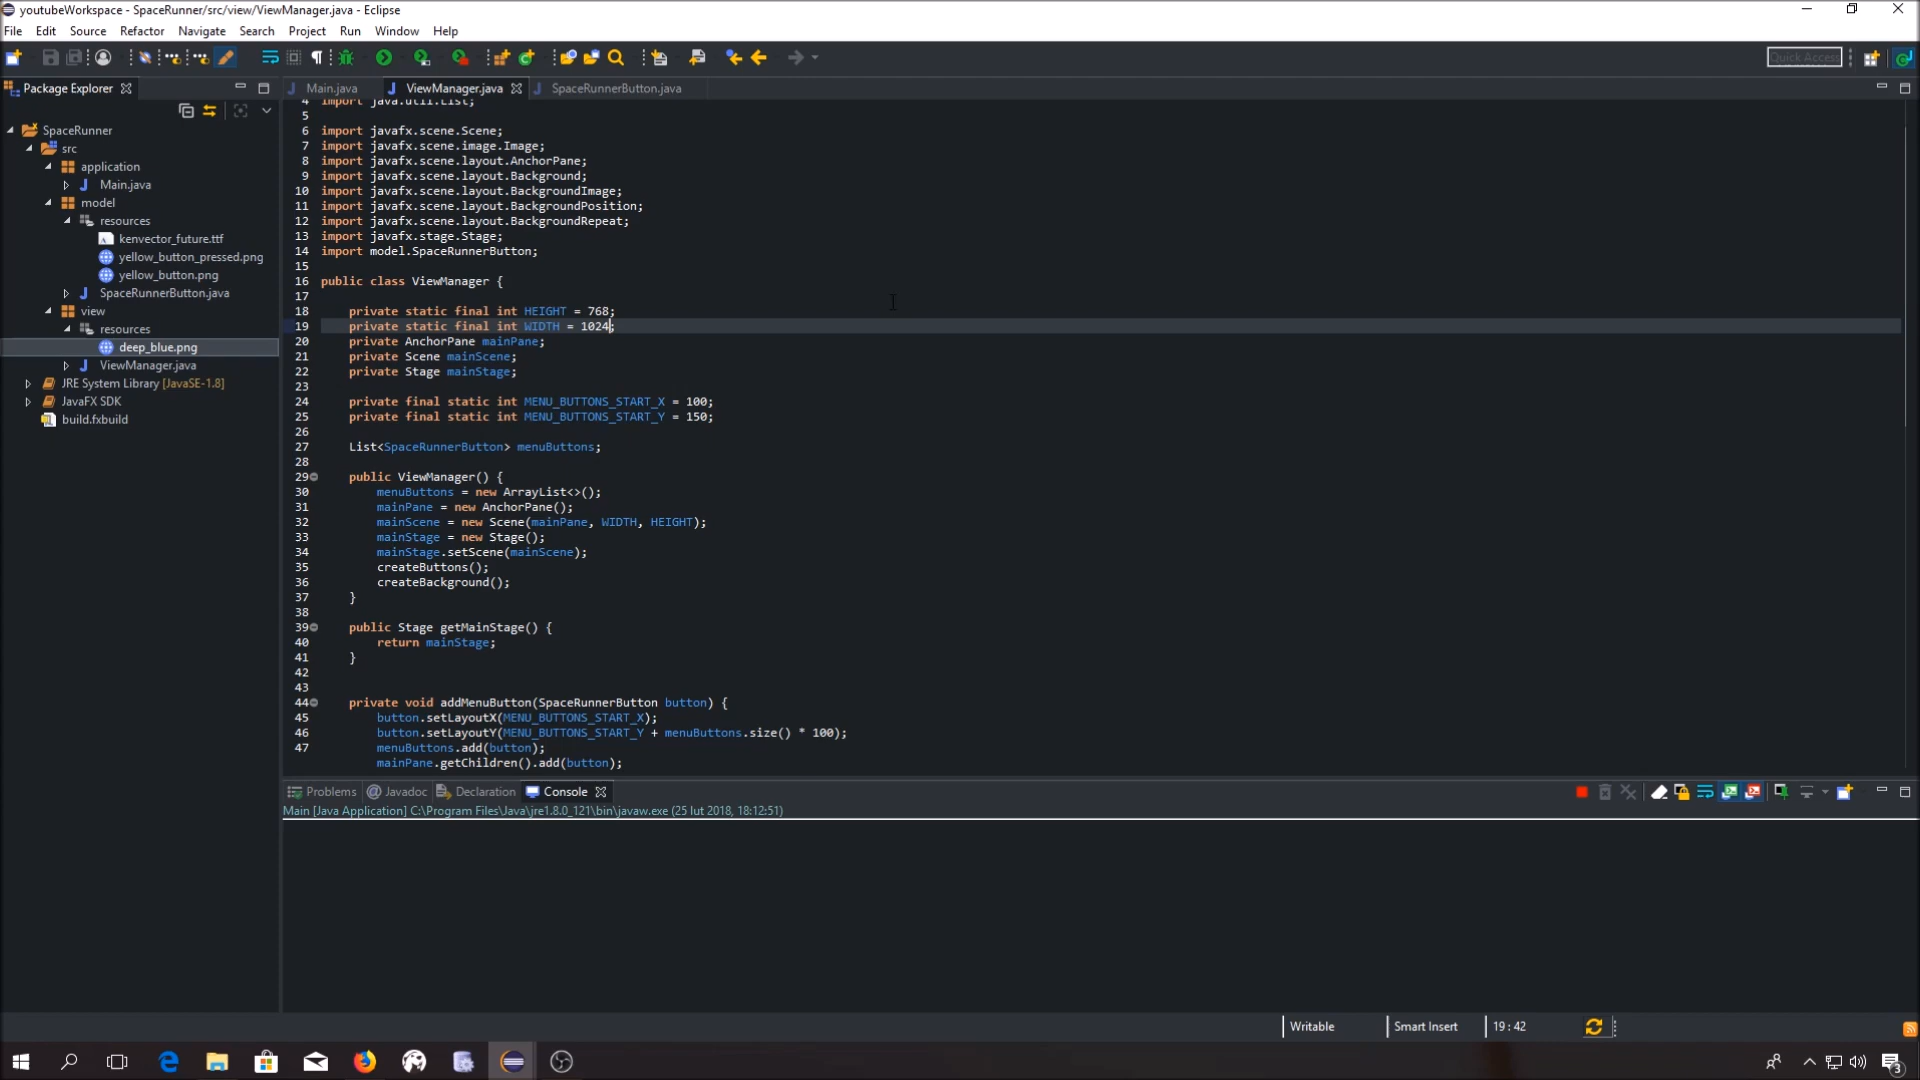 youtubeWorkspace - SpaceRunner/src/view/ViewManager.java - Eclipse
File Edit Source Refactor Navigate Search Project Run Window Help
Quick Access
Package Explorer
SpaceRunner
src
application
Main.java
model
resources
kenvector_future.ttf
yellow_button_pressed.png
yellow_button.png
SpaceRunnerButton.java
view
resources
deep_blue.png
ViewManager.java
JRE System Library [JavaSE-1.8]
JavaFX SDK
build.fxbuild
Main.java ViewManager.java SpaceRunnerButton.java
4 import java.util.List;
5
6 import javafx.scene.Scene;
7 import javafx.scene.image.Image;
8 import javafx.scene.layout.AnchorPane;
9 import javafx.scene.layout.Background;
10 import javafx.scene.layout.BackgroundImage;
11 import javafx.scene.layout.BackgroundPosition;
12 import javafx.scene.layout.BackgroundRepeat;
13 import javafx.stage.Stage;
14 import model.SpaceRunnerButton;
15
16 public class ViewManager {
17
18 private static final int HEIGHT = 768;
19 private static final int WIDTH = 1024;
20 private AnchorPane mainPane;
21 private Scene mainScene;
22 private Stage mainStage;
23
24 private final static int MENU_BUTTONS_START_X = 100;
25 private final static int MENU_BUTTONS_START_Y = 150;
26
27 List<SpaceRunnerButton> menuButtons;
28
29 public ViewManager() {
30 menuButtons = new ArrayList<>();
31 mainPane = new AnchorPane();
32 mainScene = new Scene(mainPane, WIDTH, HEIGHT);
33 mainStage = new Stage();
34 mainStage.setScene(mainScene);
35 createButtons();
36 createBackground();
37 }
38
39 public Stage getMainStage() {
40 return mainStage;
41 }
42
43
44 private void addMenuButton(SpaceRunnerButton button) {
45 button.setLayoutX(MENU_BUTTONS_START_X);
46 button.setLayoutY(MENU_BUTTONS_START_Y + menuButtons.size() * 100);
47 menuButtons.add(button);
mainPane.getChildren().add(button);
Problems @ Javadoc Declaration Console
Main [Java Application] C:\Program Files\Java\jre1.8.0_121\bin\javaw.exe (25 lut 2018, 18:12:51)
Writable Smart Insert 19 : 42
3